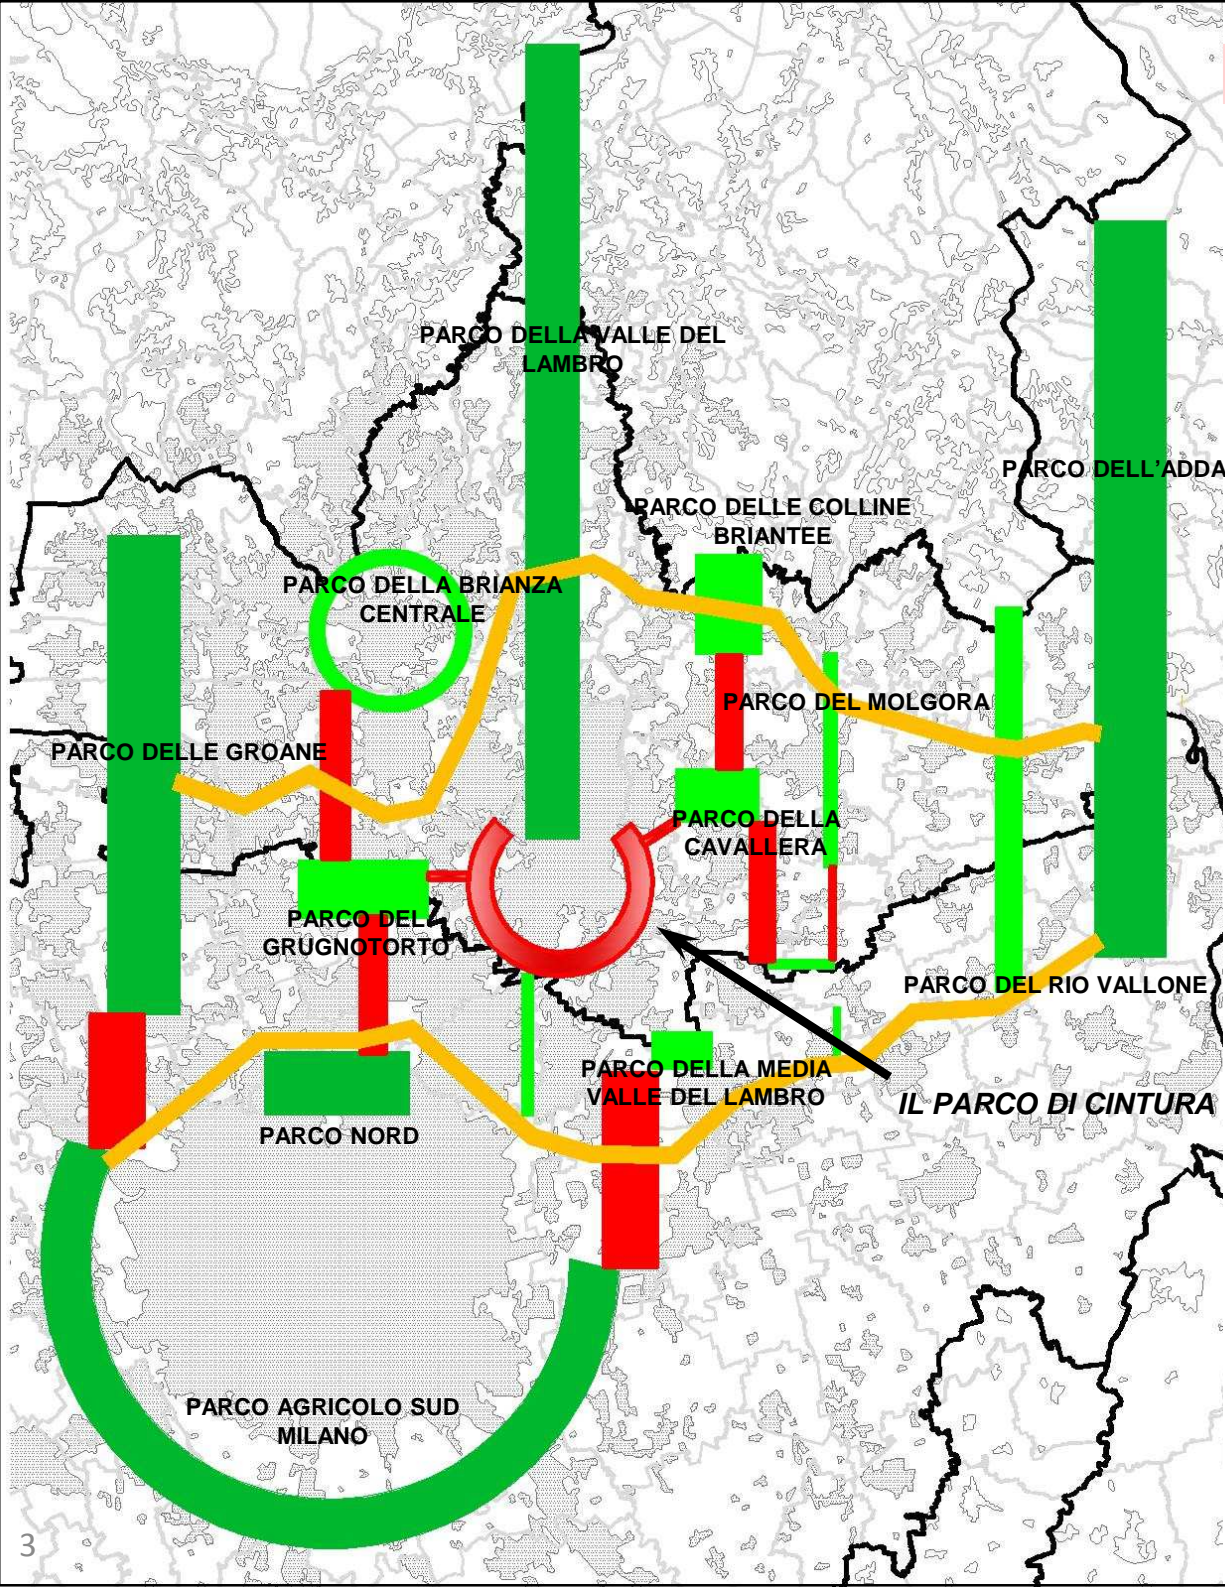 PARCO DELLA VALLE DEL
LAMBRO
PARCO DELL'ADDA
PARCO DELLE COLLINE
BRIANTEE
PARCO DELLA BRIANZA
CENTRALE
PARCO DEL MOLGORA
PARCO DELLE GROANE
PARCO DELLA
CAVALLERA
PARCO DEL
GRUGNOTORTO
PARCO DEL RIO VALLONE
PARCO DELLA MEDIA
VALLE DEL LAMBRO
IL PARCO DI CINTURA
PARCO NORD
PARCO AGRICOLO SUD
MILANO
3